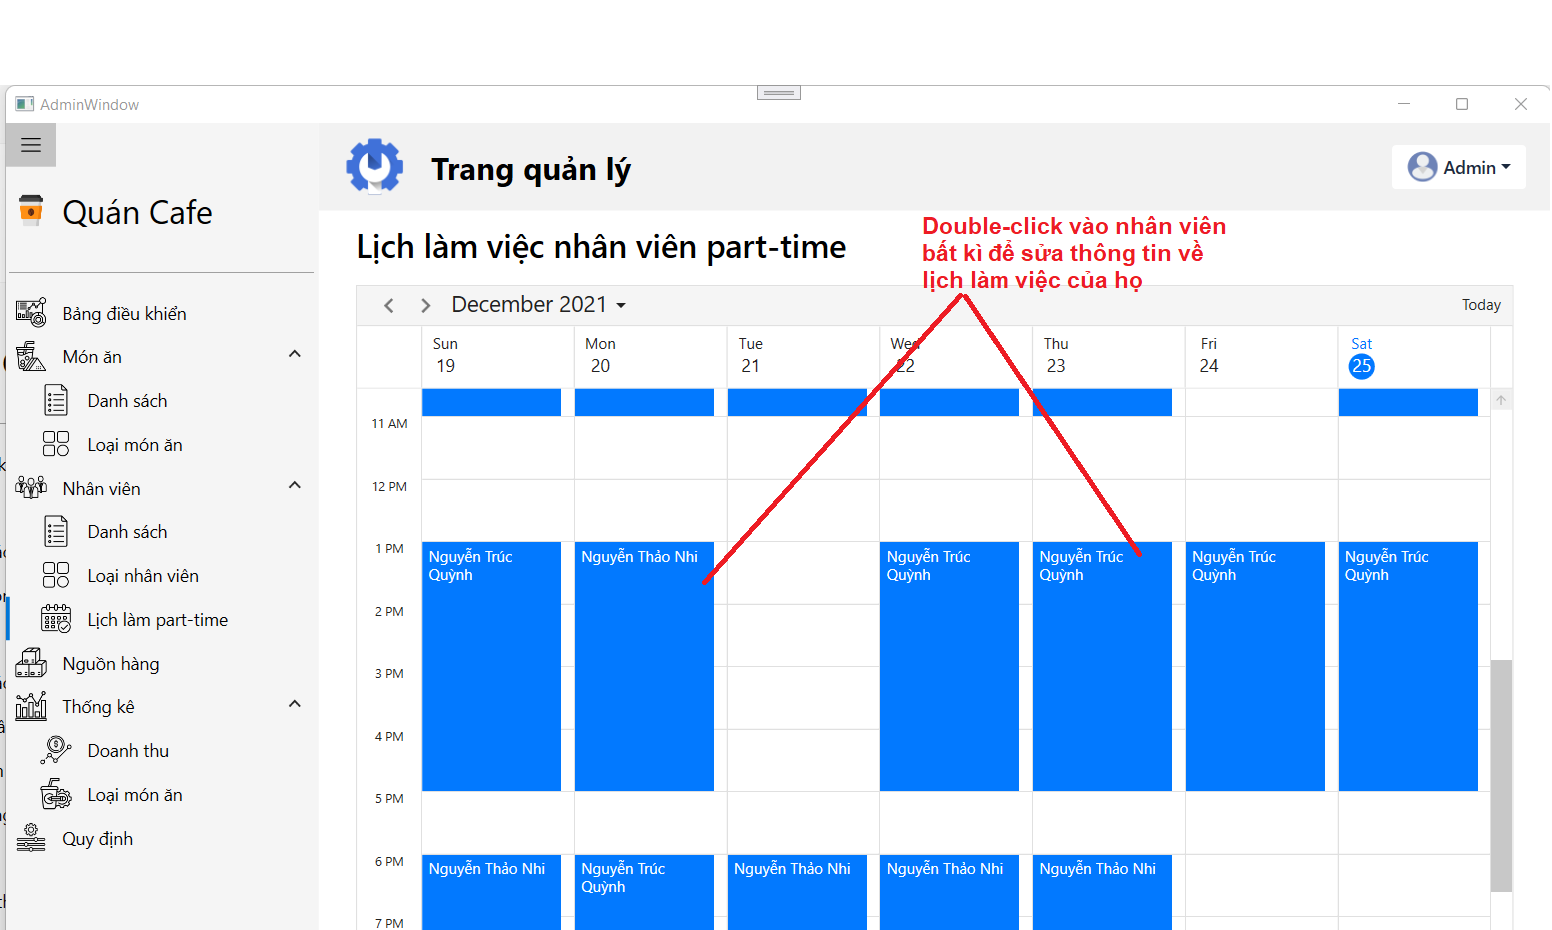 AdminWindow
Quán Cafe
Bảng điều khiển
Món ăn
Danh sách
Loại món ăn
Nhân viên
Danh sách
Loại nhân viên
Lịch làm part-time
Nguồn hàng
Thống kê
Doanh thu
Loại món ăn
Quy định
Trang quản lý
Admin
Lịch làm việc nhân viên part-time
Double-click vào nhân viên
bất kì để sửa thông tin về
lịch làm việc của họ
December 2021
Today
Sun Mon Tue Wed Thu Fri Sat
19 20 21 22 23 24 25
11 AM
12 PM
1 PM
Nguyễn Trúc Nguyễn Thảo Nhi Nguyễn Trúc Nguyễn Trúc Nguyễn Trúc Nguyễn Trúc
Quỳnh Quỳnh Quỳnh Quỳnh Quỳnh
2 PM
3 PM
4 PM
5 PM
6 PM
Nguyễn Thảo Nhi Nguyễn Trúc Nguyễn Thảo Nhi Nguyễn Thảo Nhi Nguyễn Thảo Nhi
Quỳnh
7 PM